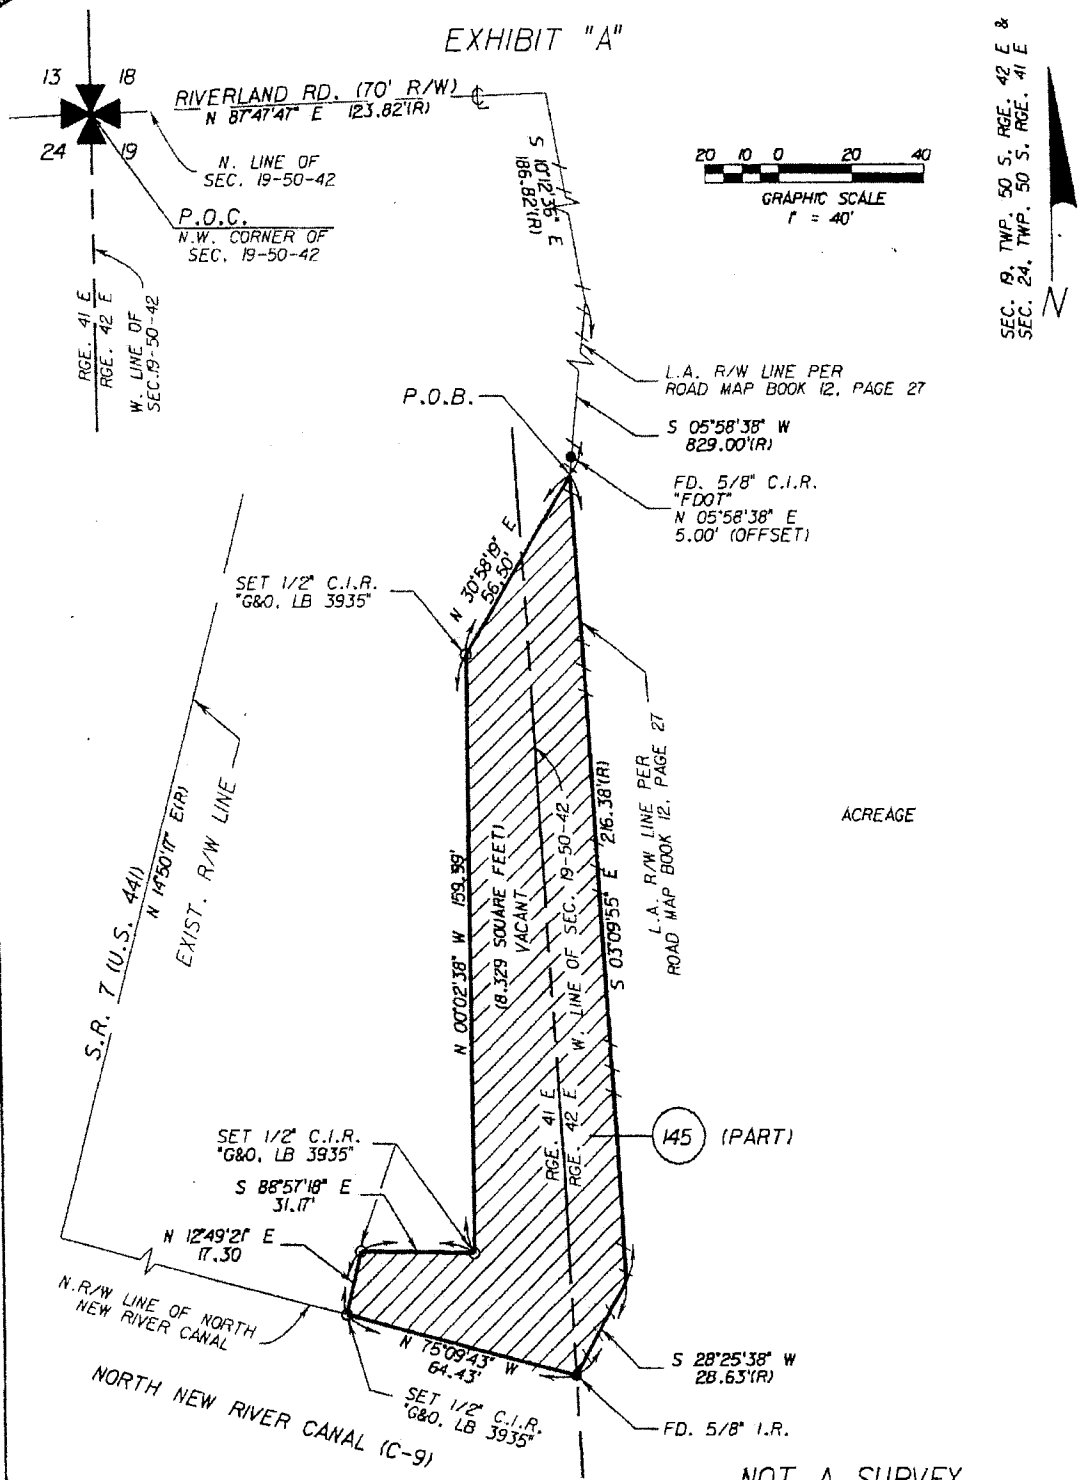 EXHIBIT "A"
13 18
24 19
RIVERLAND RD. (70' R/W) ℄
N 87°47'47" E 123.82'(R)
N. LINE OF
SEC. 19-50-42
P.O.C.
N.W. CORNER OF
SEC. 19-50-42
RGE. 41 E
RGE. 42 E
W. LINE OF
SEC.19-50-42
S 10°12'36" E
186.82'(R)
20 10 0 20 40
GRAPHIC SCALE
1" = 40'
SEC. 19, TWP. 50 S, RGE. 42 E &
SEC. 24, TWP. 50 S, RGE. 41 E
N
L.A. R/W LINE PER
ROAD MAP BOOK 12, PAGE 27
P.O.B.
S 05°58'38" W
829.00'(R)
FD. 5/8" C.I.R.
"FDOT"
N 05°58'38" E
5.00' (OFFSET)
SET 1/2" C.I.R.
"G&O, LB 3935"
N 30°58'19" E
56.50'
S.R. 7 (U.S. 441)
N 14°50'17" E(R)
EXIST. R/W LINE
N 00°02'38" W 159.99'
(8,329 SQUARE FEET)
VACANT
W. LINE OF SEC. 19-50-42
RGE. 41 E
RGE. 42 E
S 03°09'55" E 216.38'(R)
L.A. R/W LINE PER
ROAD MAP BOOK 12, PAGE 27
ACREAGE
145 (PART)
SET 1/2" C.I.R.
"G&O, LB 3935"
S 88°57'18" E
31.17'
N 12°49'21" E
17.30
N.R/W LINE OF NORTH
NEW RIVER CANAL
N 75°09'43" W
64.43'
SET 1/2" C.I.R.
"G&O, LB 3935"
S 28°25'38" W
28.63'(R)
FD. 5/8" I.R.
NORTH NEW RIVER CANAL (C-9)
NOT A SURVEY